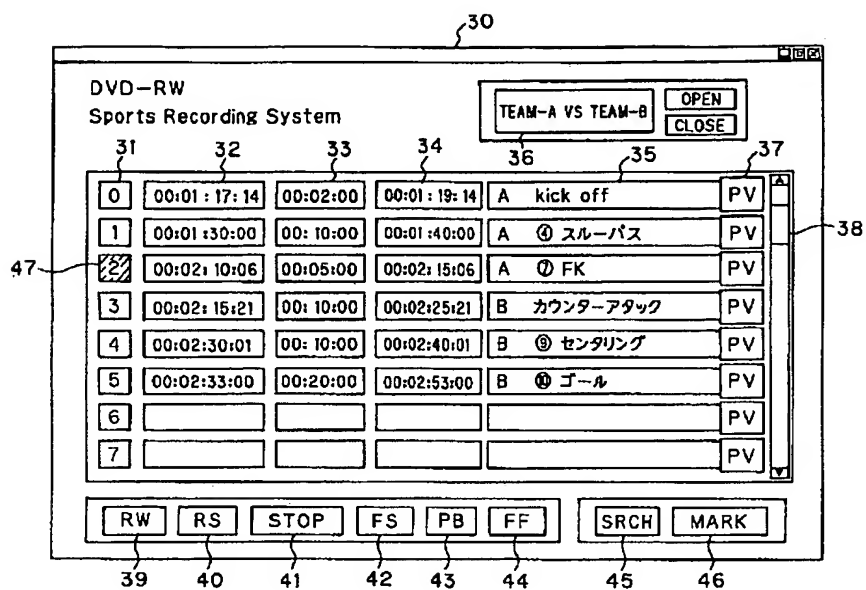 30
DVD-RW
Sports Recording System
TEAM-A VS TEAM-B OPEN
CLOSE
31 32 33 34 36 35 37
0 00:01:17:14 00:02:00 00:01:19:14 A kick off PV
1 00:01:30:00 00:10:00 00:01:40:00 A ④ スルーパス PV 38
47 2 00:02:10:06 00:05:00 00:02:15:06 A ⑦ FK PV
3 00:02:15:21 00:10:00 00:02:25:21 B カウンターアタック PV
4 00:02:30:01 00:10:00 00:02:40:01 B ⑨ センタリング PV
5 00:02:33:00 00:20:00 00:02:53:00 B ⑩ ゴール PV
6 PV
7 PV
RW RS STOP FS PB FF SRCH MARK
39 40 41 42 43 44 45 46